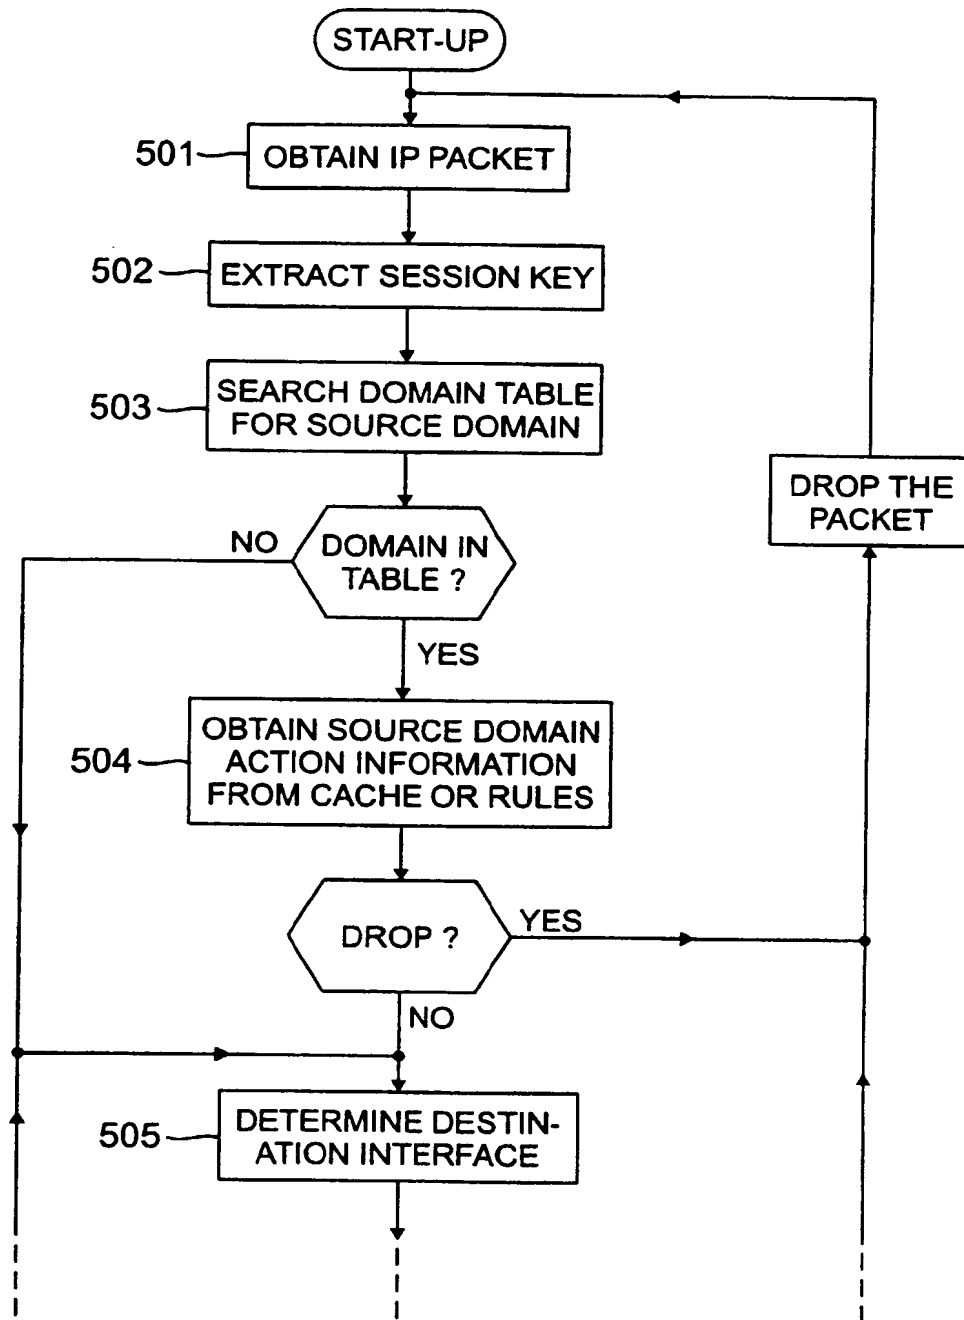 START-UP
501
OBTAIN IP PACKET
502
EXTRACT SESSION KEY
503
SEARCH DOMAIN TABLE
FOR SOURCE DOMAIN
DROP THE
PACKET
NO
DOMAIN IN
TABLE ?
YES
504
OBTAIN SOURCE DOMAIN
ACTION INFORMATION
FROM CACHE OR RULES
DROP ?
YES
NO
505
DETERMINE DESTIN-
ATION INTERFACE